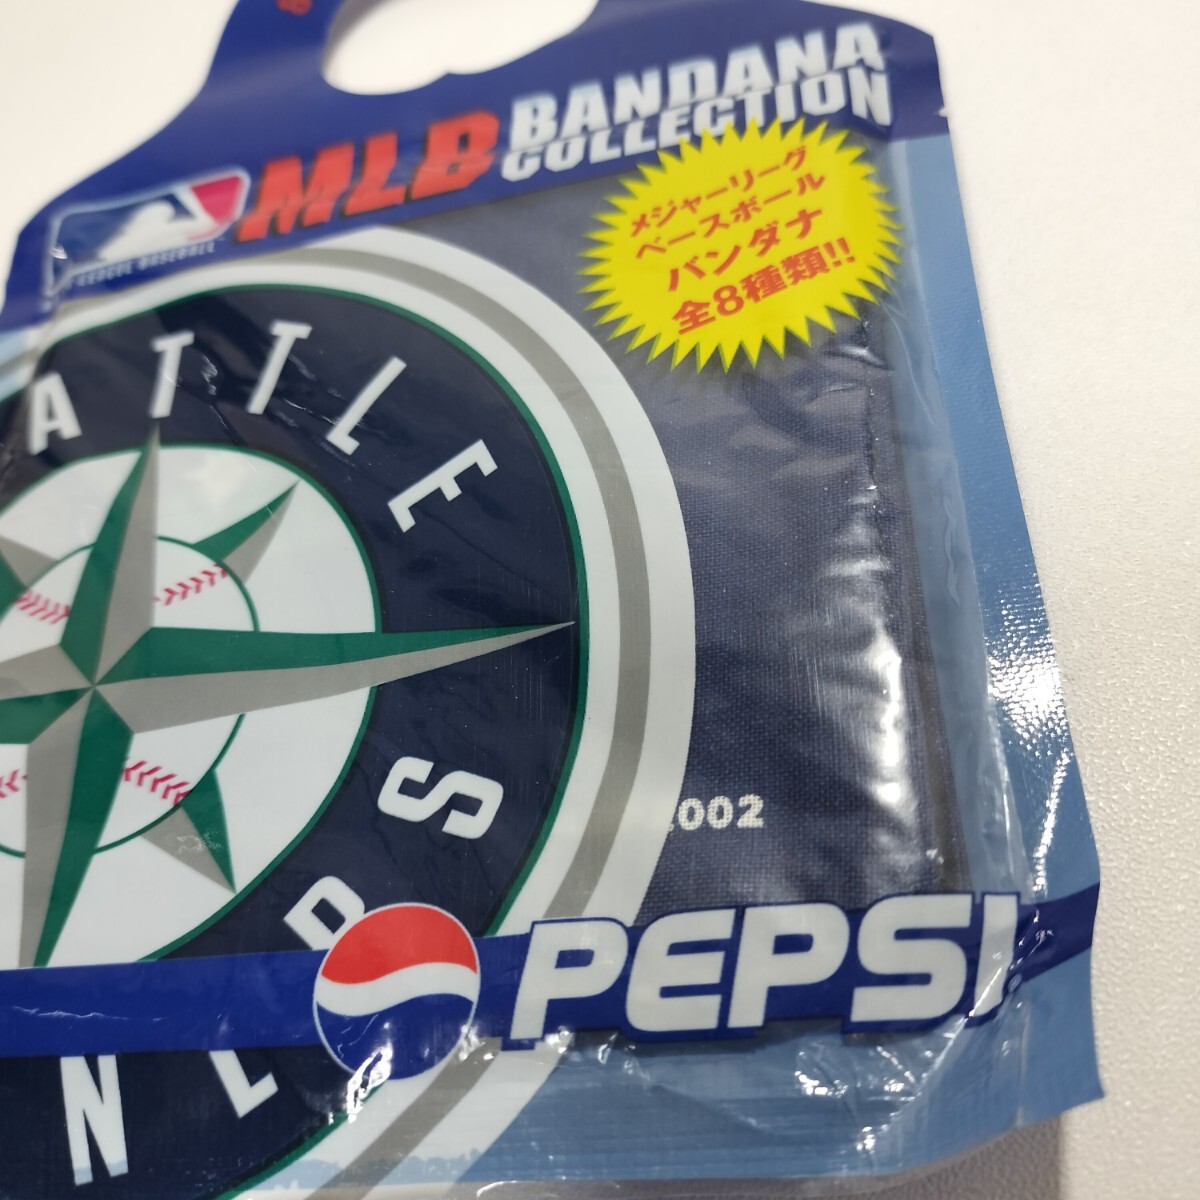 MLB BANDANA
COLLECTION
メジャーリーグ
ベースボール
バンダナ
全8種類!!
ATTLE
002
PEPSI